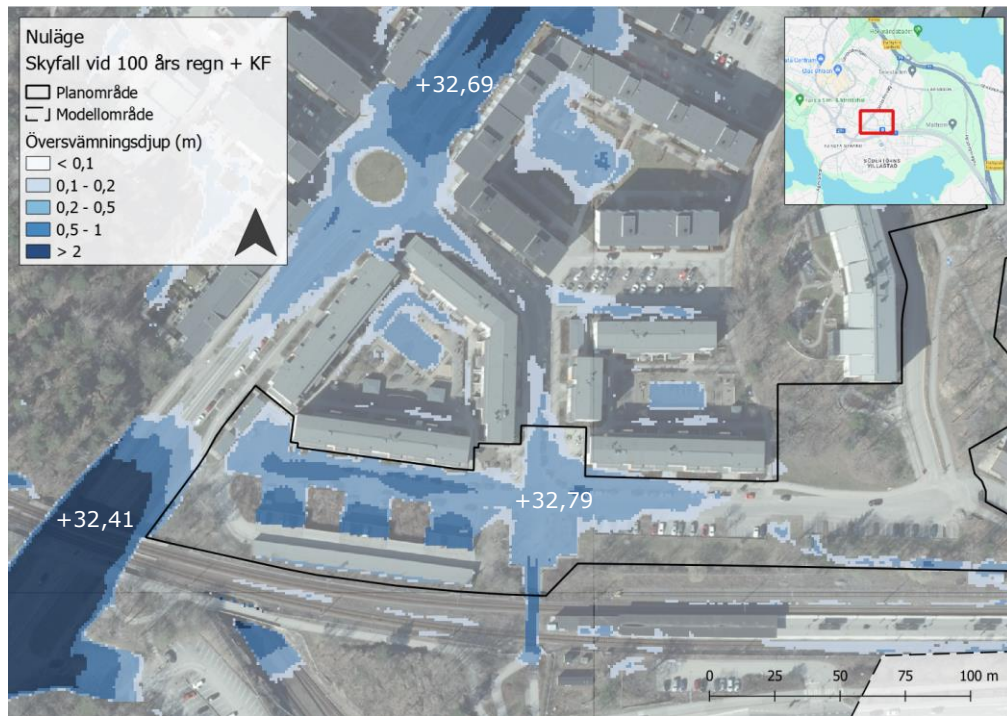 Nuläge
Skyfall vid 100 års regn + KF
Planområde
Modellområde
Översvämningsdjup (m)
< 0,1
0,1 - 0,2
0,2 - 0,5
0,5 - 1
> 2
+32,69
+32,79
+32,41
0 25 50 75 100 m